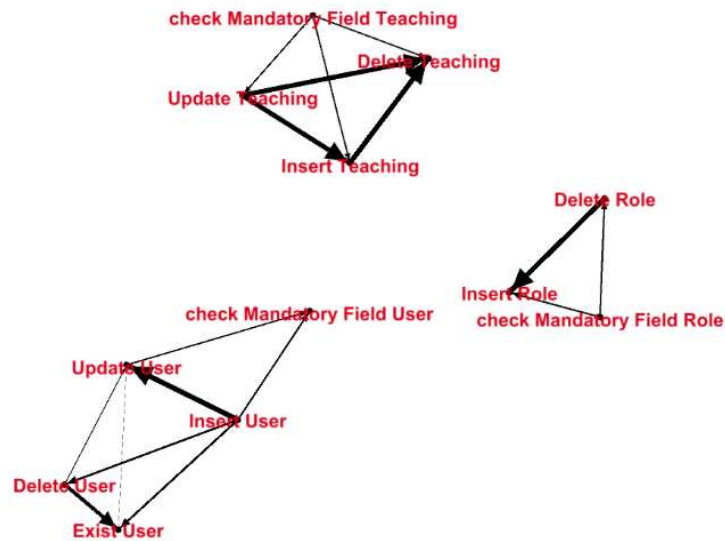 check Mandatory Field Teaching
Delete Teaching
Update Teaching
Insert Teaching
Delete Role
Insert Role
check Mandatory Field User
check Mandatory Field Role
Update User
Insert User
Delete User
Exist User